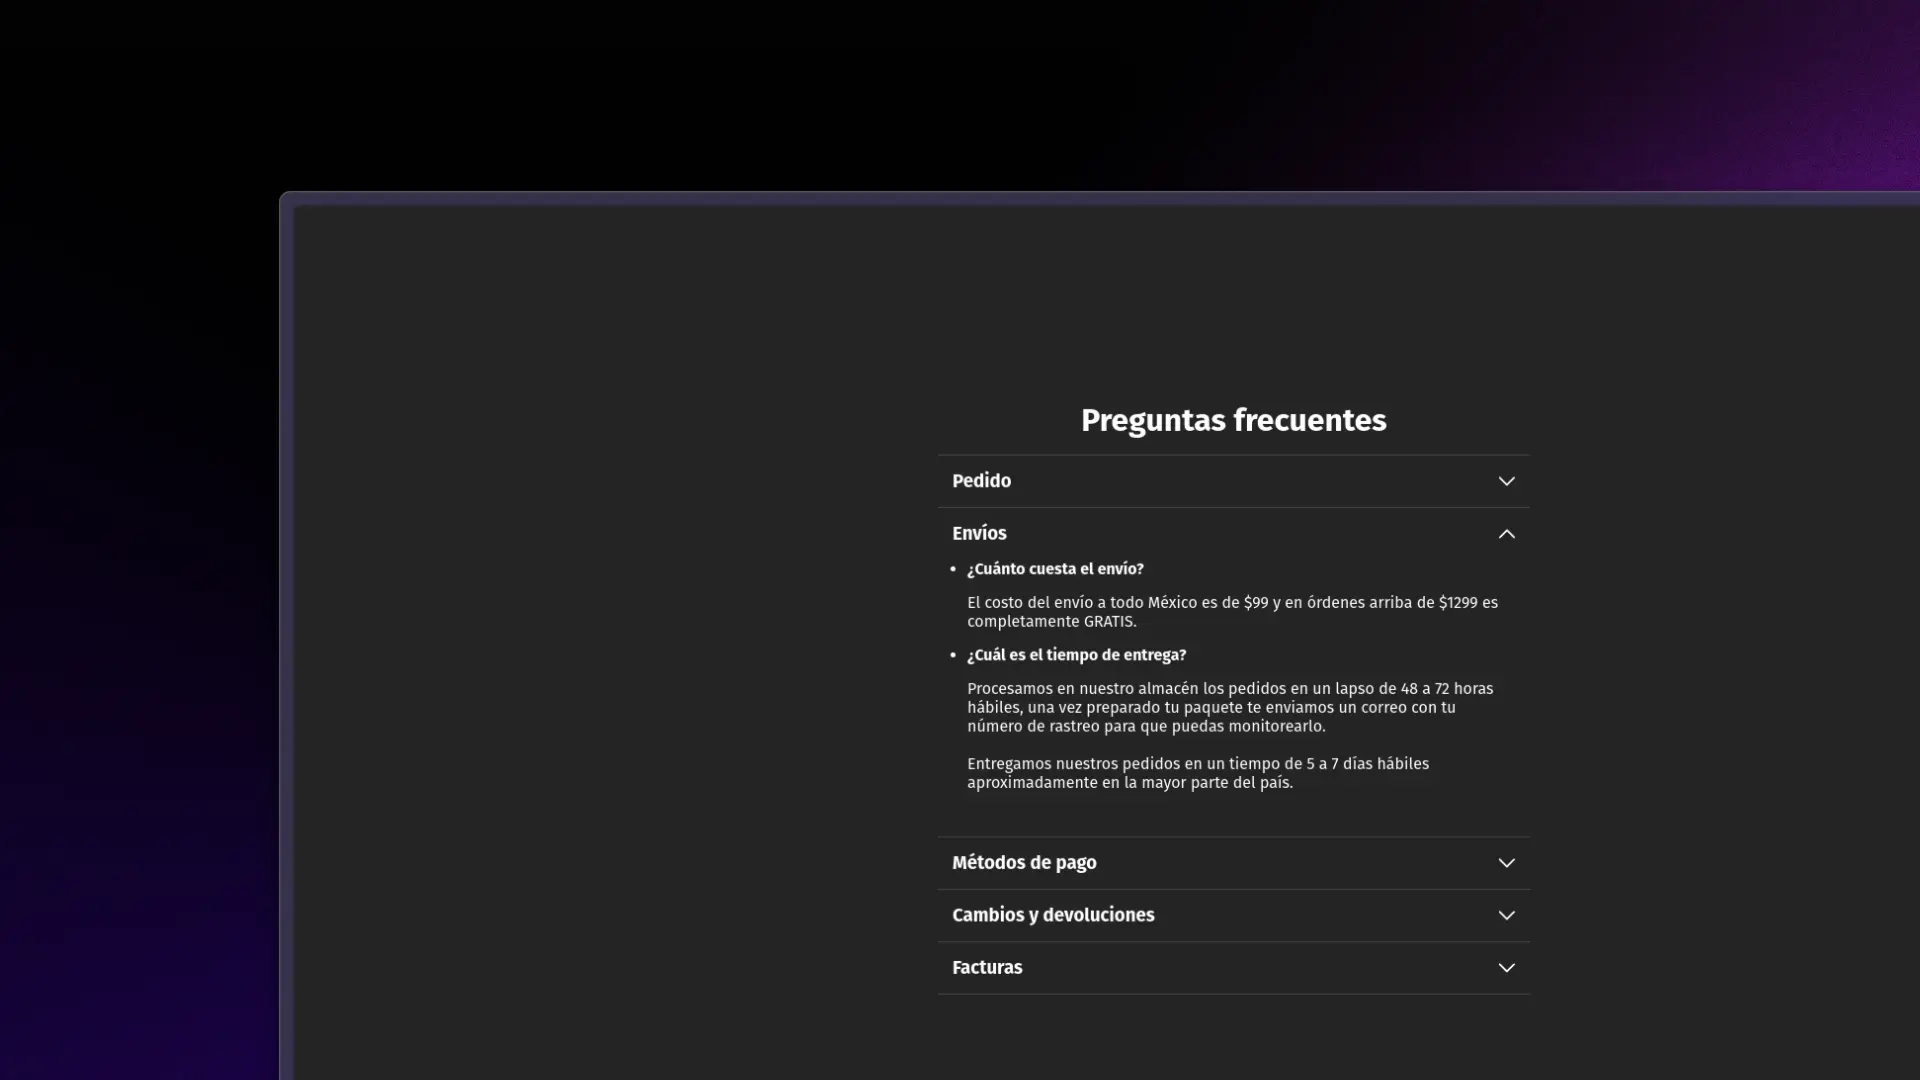 Preguntas frecuentes
Pedido
Envíos
• ¿Cuánto cuesta el envío?
El costo del envío a todo México es de $99 y en órdenes arriba de $1299 es
completamente GRATIS.
• ¿Cuál es el tiempo de entrega?
Procesamos en nuestro almacén los pedidos en un lapso de 48 a 72 horas
hábiles, una vez preparado tu paquete te enviamos un correo con tu
número de rastreo para que puedas monitorearlo.
Entregamos nuestros pedidos en un tiempo de 5 a 7 días hábiles
aproximadamente en la mayor parte del país.
Métodos de pago
Cambios y devoluciones
Facturas